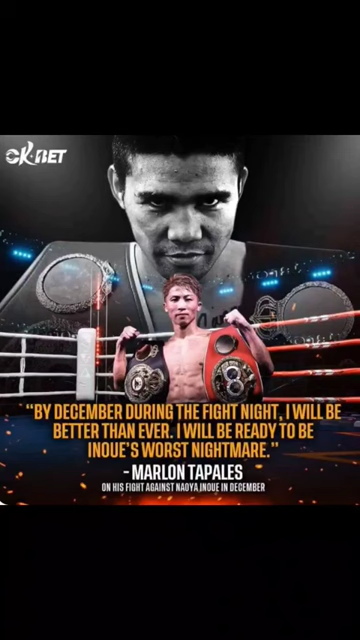 OKBET
"BY DECEMBER DURING THE FIGHT NIGHT, I WILL BE
BETTER THAN EVER. I WILL BE READY TO BE
INOUE'S WORST NIGHTMARE."
- MARLON TAPALES
ON HIS FIGHT AGAINST NAOYA INOUE IN DECEMBER